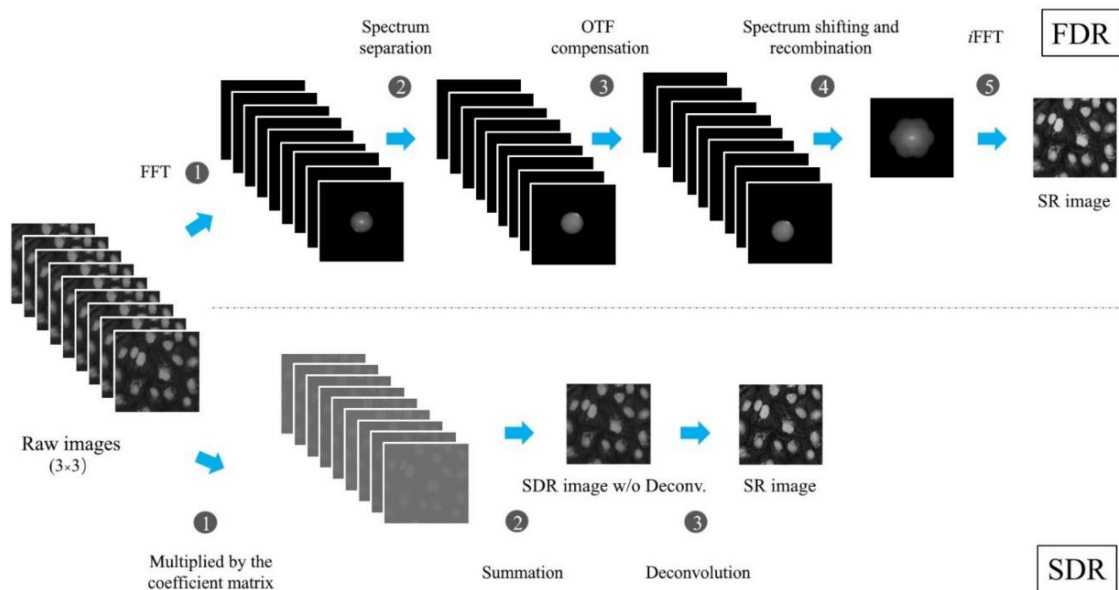 Spectrum
separation
OTF
compensation
Spectrum shifting and
recombination
iFFT
FDR
2
3
4
5
FFT
1
SR image
Raw images
(3×3)
SDR image w/o Deconv.
SR image
1
2
3
Multiplied by the
coefficient matrix
Summation
Deconvolution
SDR